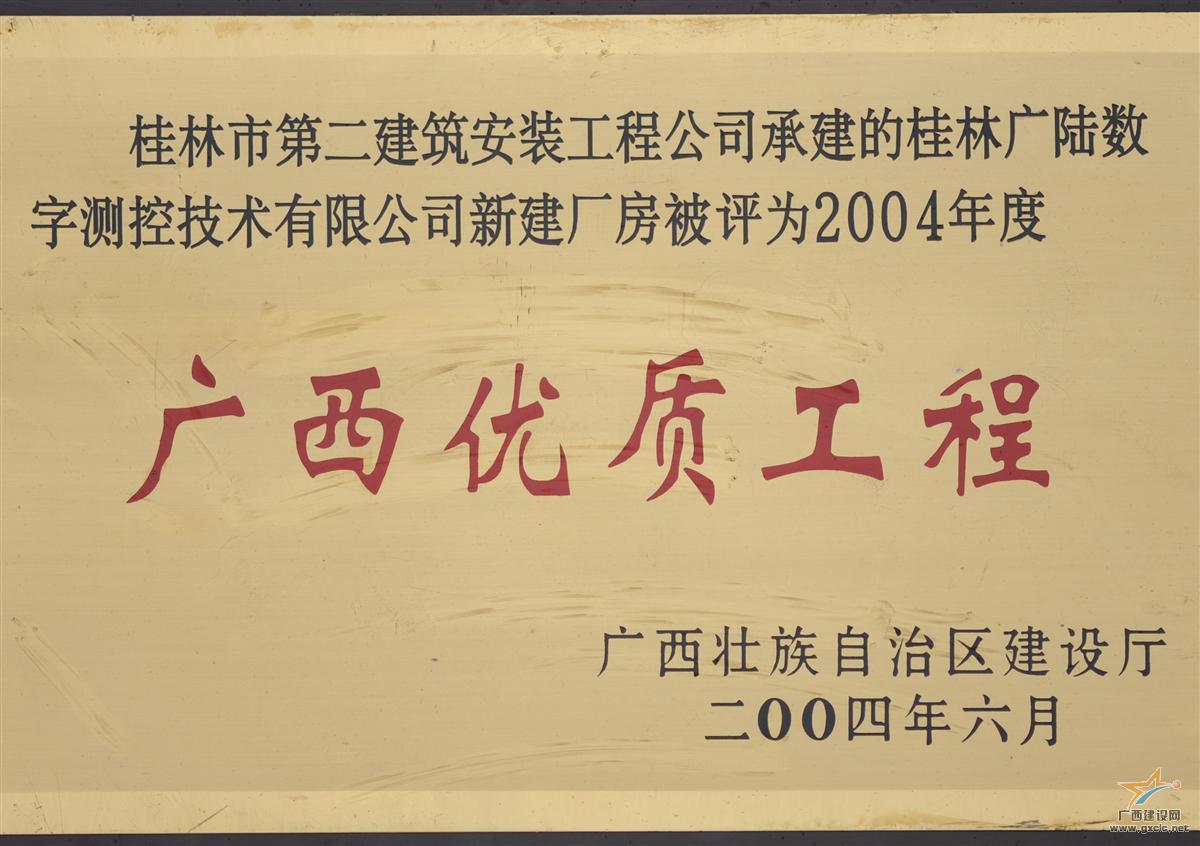 桂林市第二建筑安装工程公司承建的桂林广陆数
字测控技术有限公司新建厂房被评为2004年度
广西优质工程
广西壮族自治区建设厅
二00四年六月
广西建设网
www.gxcic.net